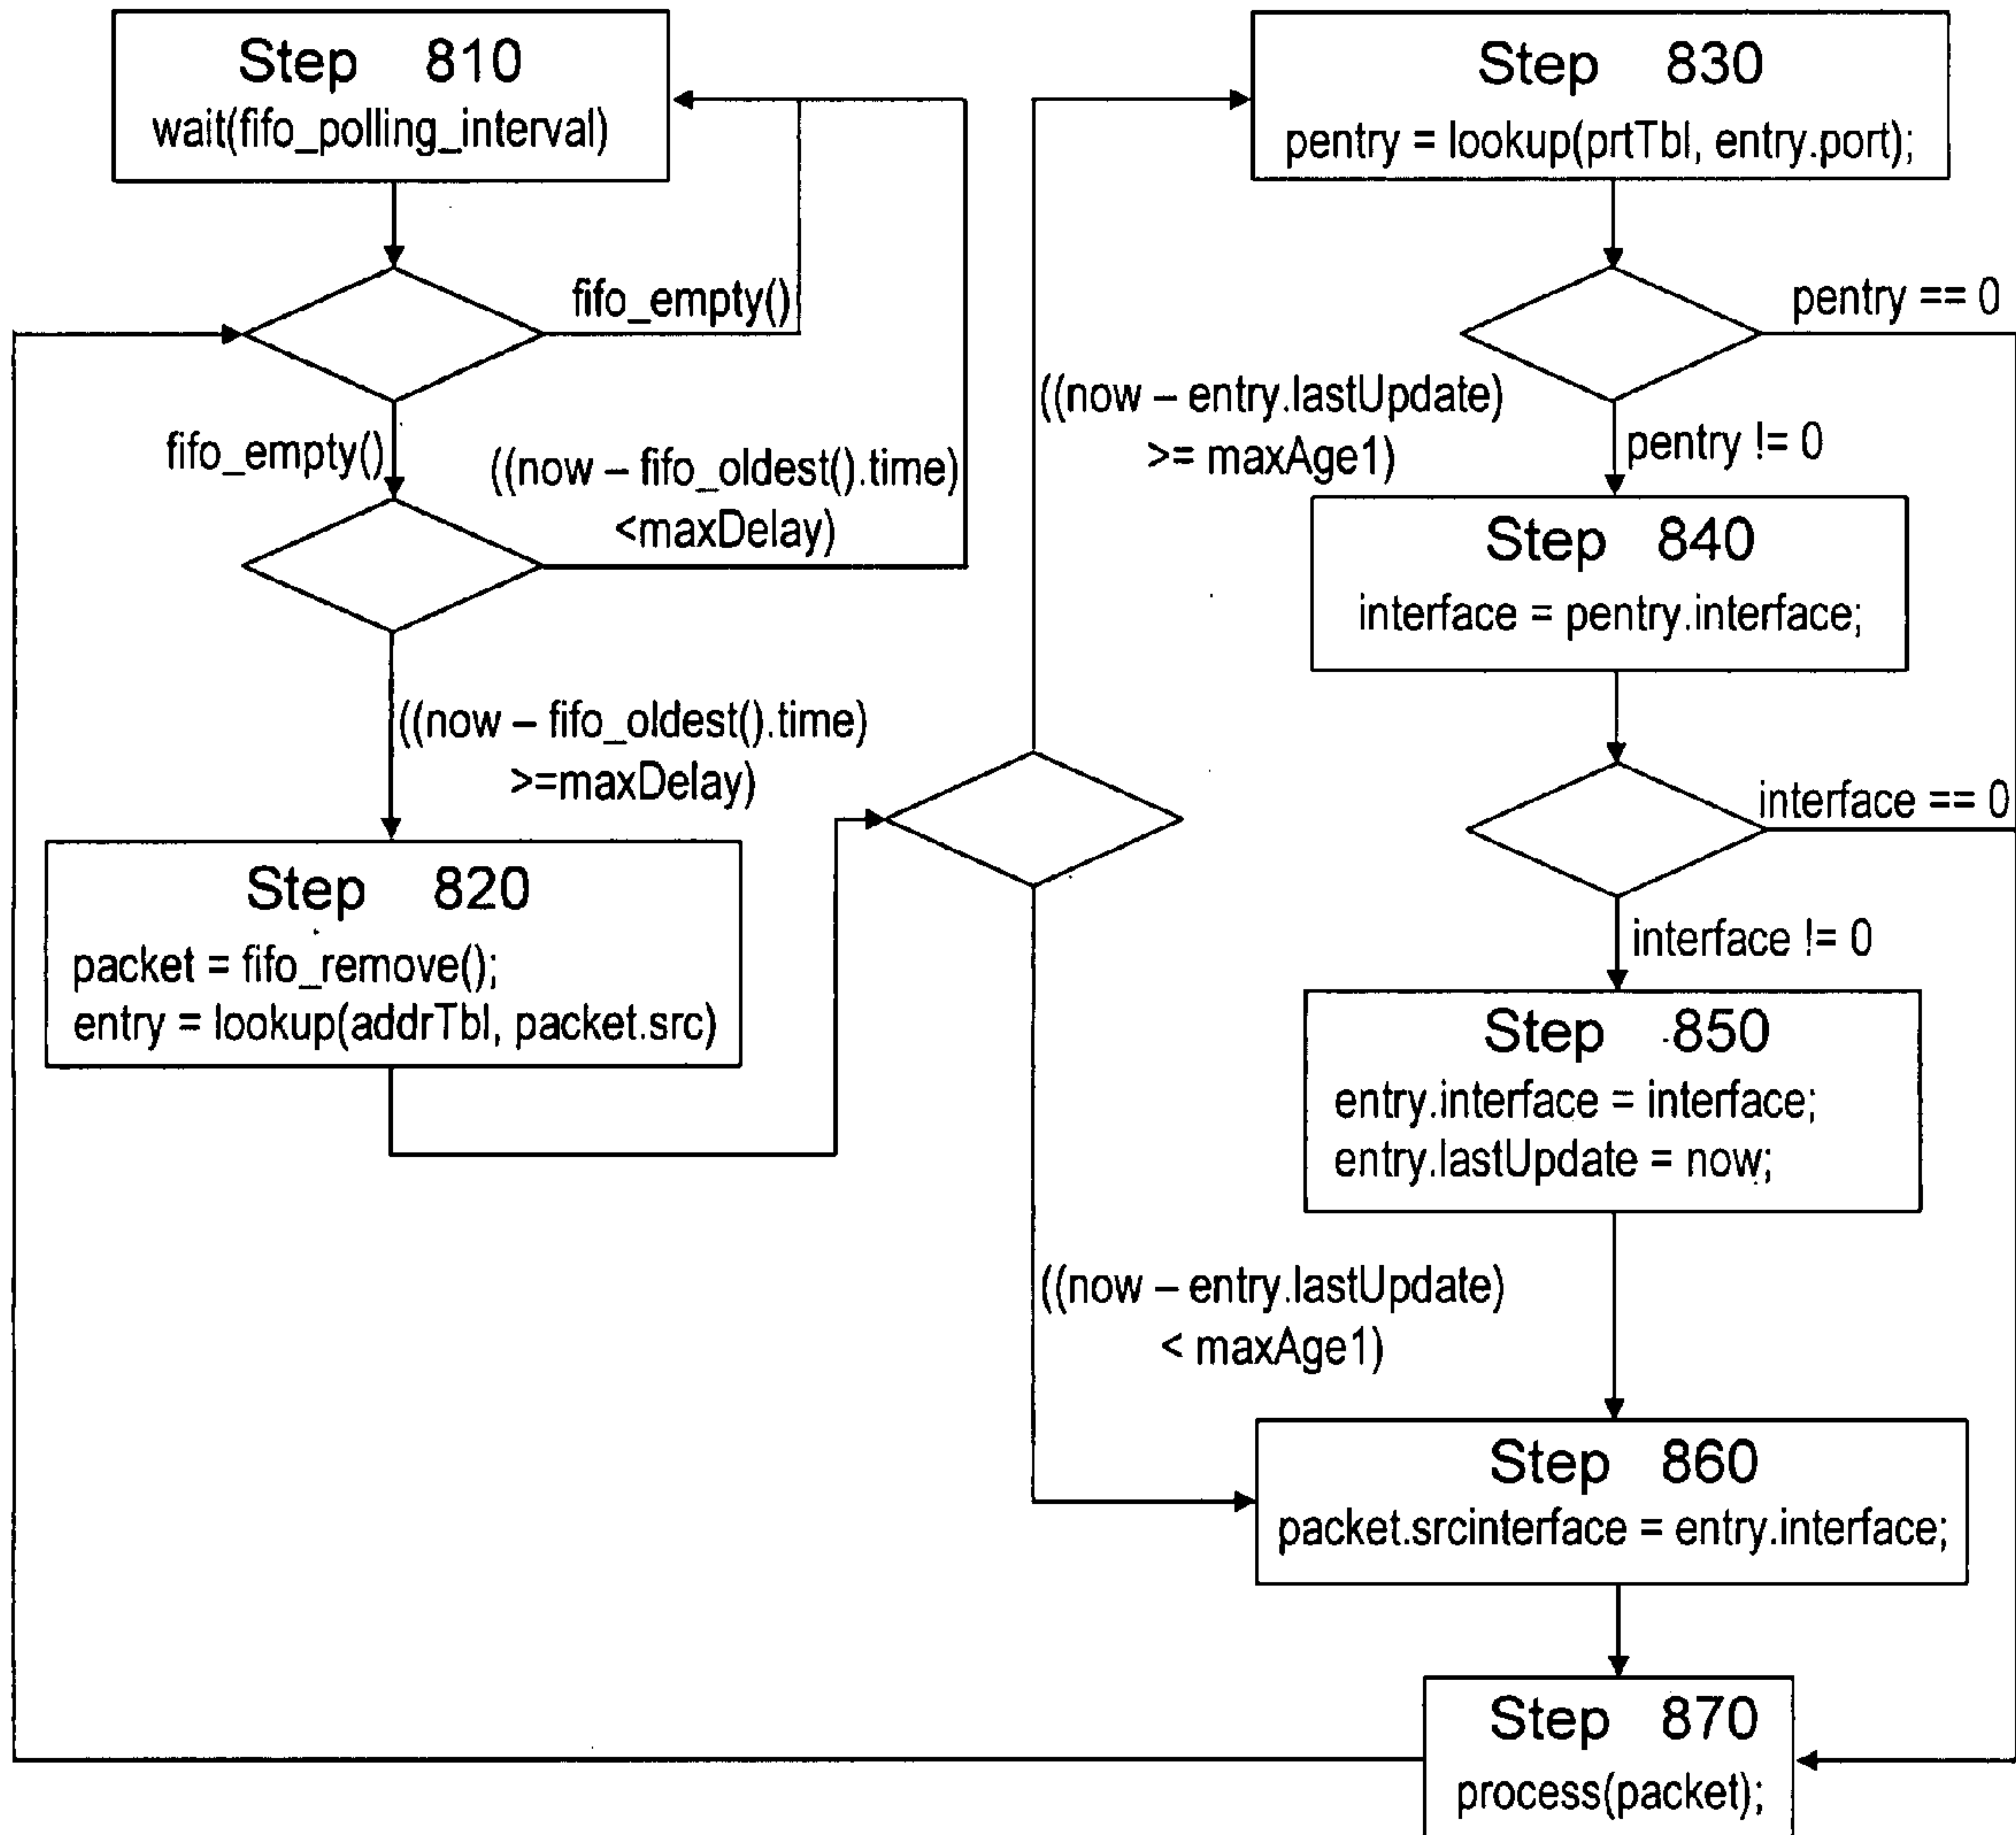 Step 810
wait(fifo_polling_interval)
fifo_empty()
fifo_empty()
((now – fifo_oldest().time)
<maxDelay)
((now – fifo_oldest().time)
>=maxDelay)
Step 820
packet = fifo_remove();
entry = lookup(addrTbl, packet.src)
((now – entry.lastUpdate)
>= maxAge1)
((now – entry.lastUpdate)
< maxAge1)
Step 830
pentry = lookup(prtTbl, entry.port);
pentry == 0
pentry != 0
Step 840
interface = pentry.interface;
interface == 0
interface != 0
Step 850
entry.interface = interface;
entry.lastUpdate = now;
Step 860
packet.srcinterface = entry.interface;
Step 870
process(packet);